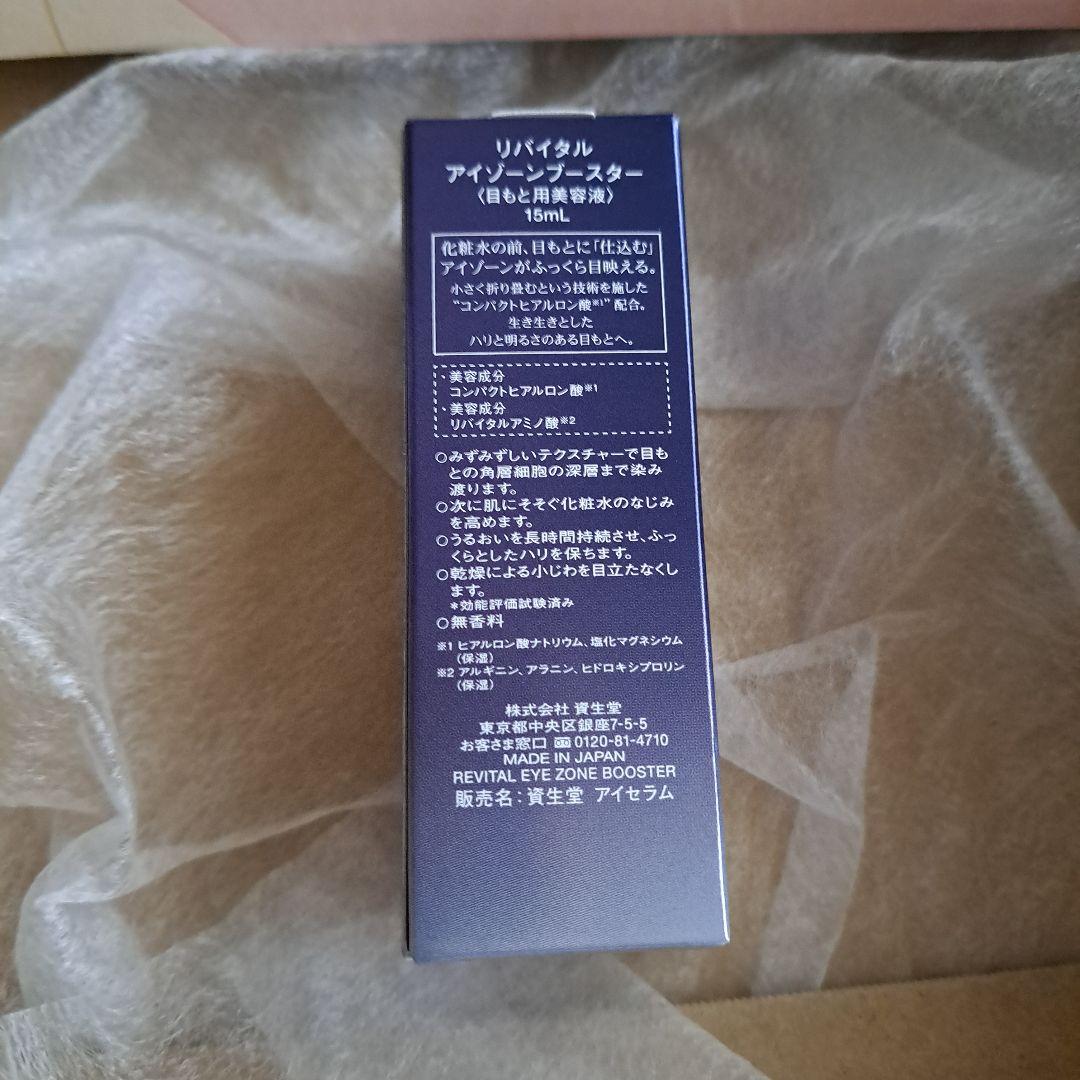 リバイタル
アイゾーンブースター
〈目もと用美容液〉
15mL
化粧水の前、目もとに「仕込む」
アイゾーンがふっくら目映える。
小さく折り畳むという技術を施した
“コンパクトヒアルロン酸※1”配合。
生き生きとした
ハリと明るさのある目もとへ。
・美容成分
コンパクトヒアルロン酸※1
・美容成分
リバイタルアミノ酸※2
○みずみずしいテクスチャーで目も
との角層細胞の深層まで染み
渡ります。
○次に肌にそそぐ化粧水のなじみ
を高めます。
○うるおいを長時間持続させ、ふっ
くらとしたハリを保ちます。
○乾燥による小じわを目立たなくし
ます。
*効能評価試験済み
○無香料
※1 ヒアルロン酸ナトリウム、塩化マグネシウム
(保湿)
※2 アルギニン、アラニン、ヒドロキシプロリン
(保湿)
株式会社 資生堂
東京都中央区銀座7-5-5
お客さま窓口 0120-81-4710
MADE IN JAPAN
REVITAL EYE ZONE BOOSTER
販売名：資生堂 アイセラム